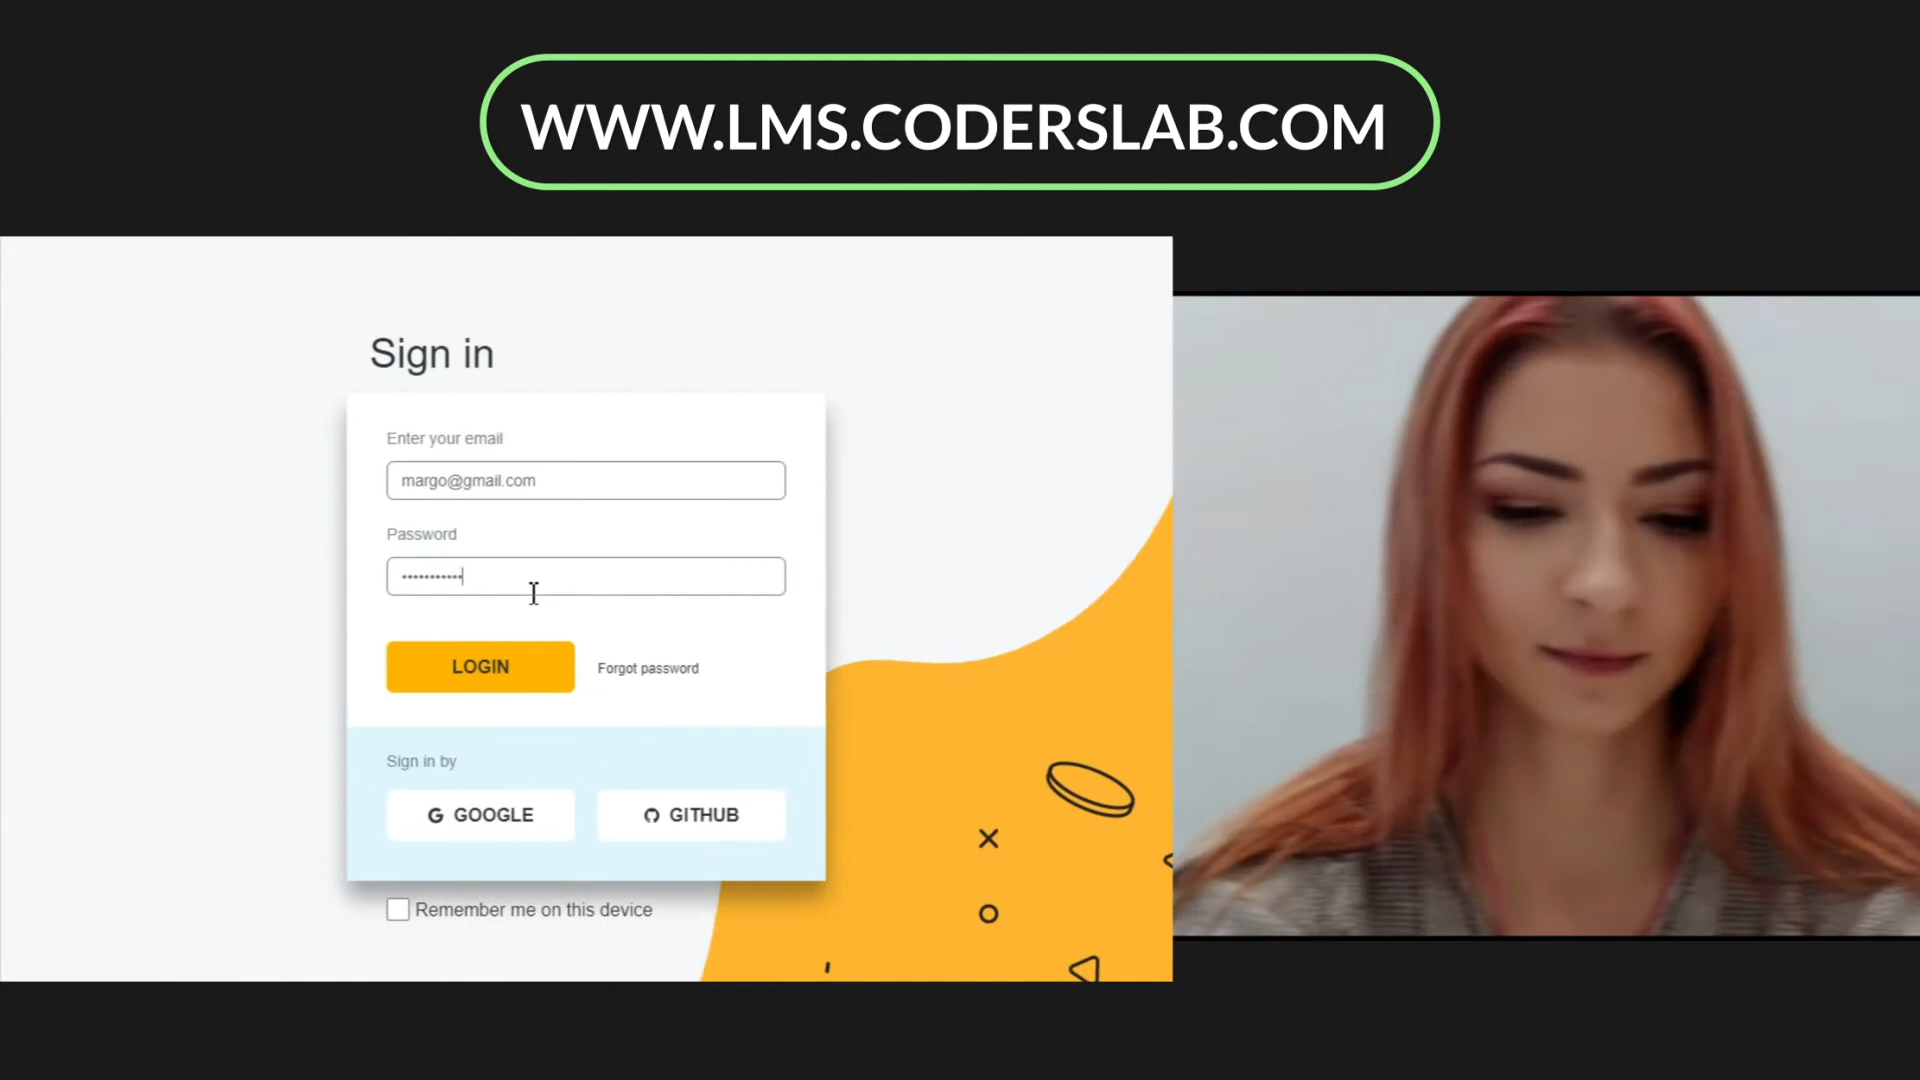 WWW.LMS.CODERSLAB.COM
Sign in
Enter your email
margo@gmail.com
Password
LOGIN
Forgot password
Sign in by
G GOOGLE
GITHUB
Remember me on this device